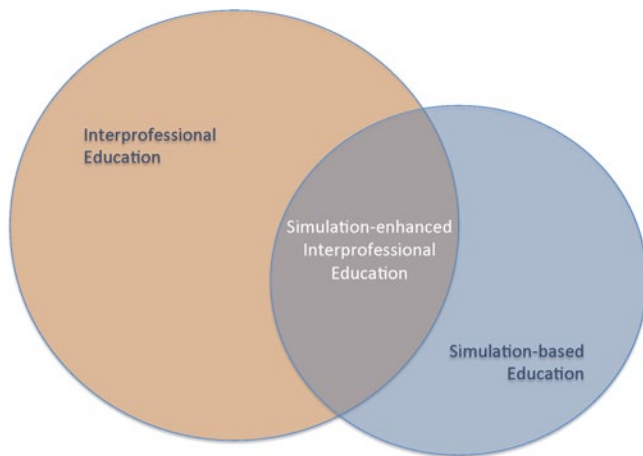 Interprofessional
Education
Simulation-enhanced
Interprofessional
Education
Simulation-based
Education